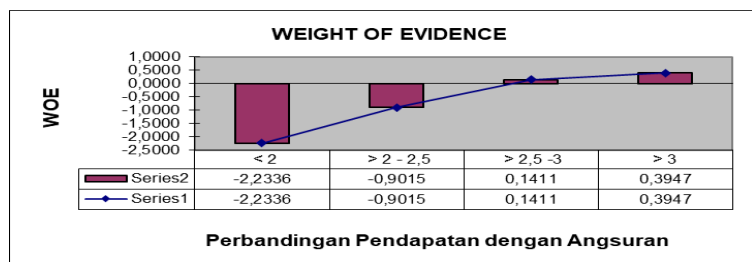 WEIGHT OF EVIDENCE
WOE
1,0000
0,5000
0,0000
-0,5000
-1,0000
-1,5000
-2,0000
-2,5000
< 2 > 2 - 2,5 > 2,5 -3 > 3
Series2 -2,2336 -0,9015 0,1411 0,3947
Series1 -2,2336 -0,9015 0,1411 0,3947
Perbandingan Pendapatan dengan Angsuran